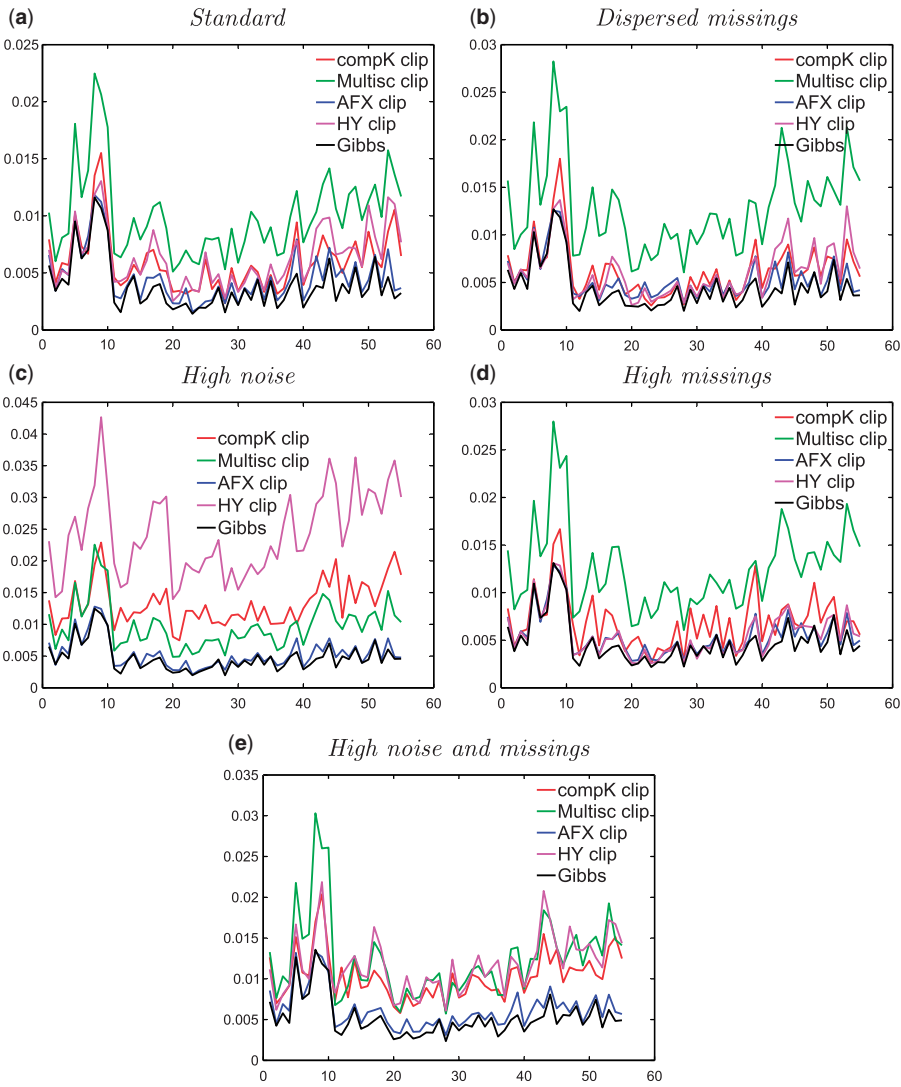 (a) Standard
0.025
0.02
0.015
0.01
0.005
0
0 10 20 30 40 50 60
compK clip
Multisc clip
AFX clip
HY clip
Gibbs
(b) Dispersed missings
0.03
0.025
0.02
0.015
0.01
0.005
0
0 10 20 30 40 50 60
compK clip
Multisc clip
AFX clip
HY clip
Gibbs
(c) High noise
0.045
0.04
0.035
0.03
0.025
0.02
0.015
0.01
0.005
0
0 10 20 30 40 50 60
compK clip
Multisc clip
AFX clip
HY clip
Gibbs
(d) High missings
0.03
0.025
0.02
0.015
0.01
0.005
0
0 10 20 30 40 50 60
compK clip
Multisc clip
AFX clip
HY clip
Gibbs
(e) High noise and missings
0.035
0.03
0.025
0.02
0.015
0.01
0.005
0
0 10 20 30 40 50 60
compK clip
Multisc clip
AFX clip
HY clip
Gibbs